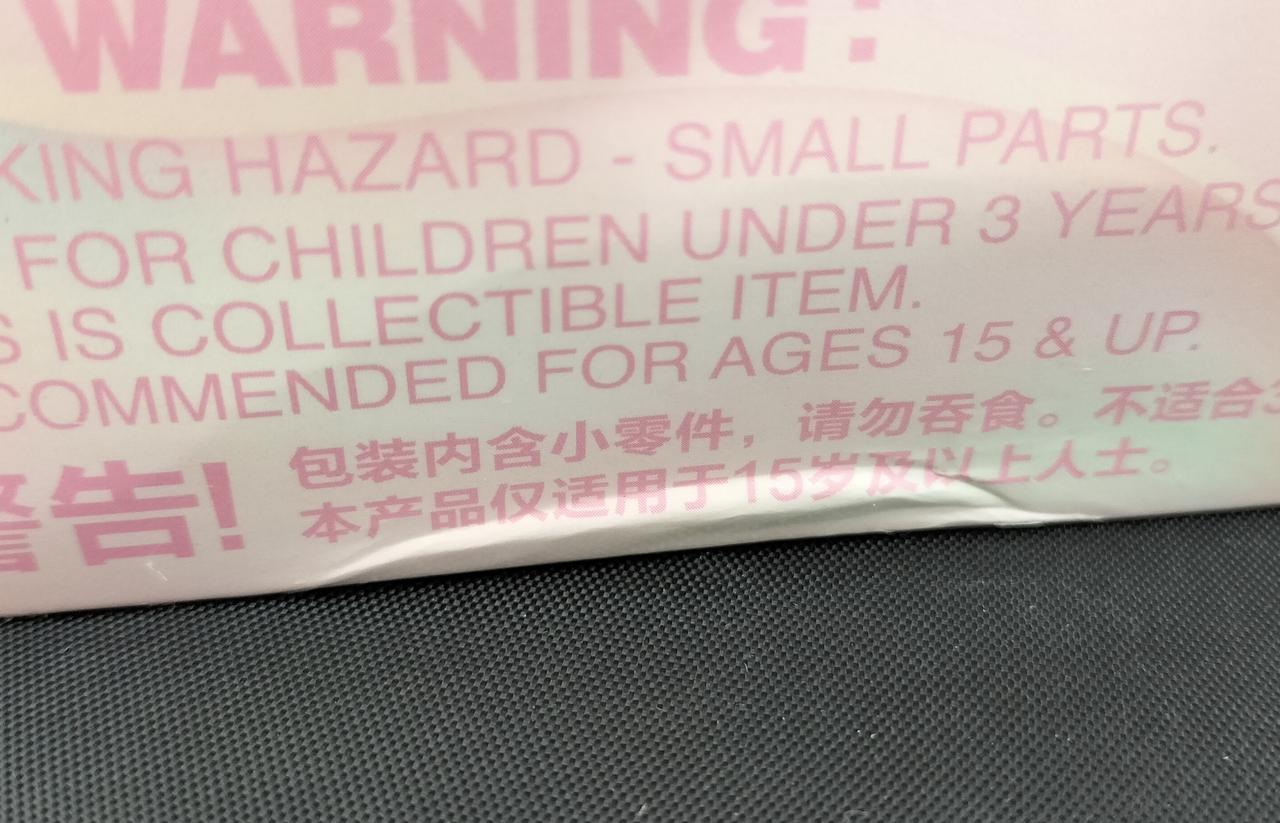 WARNING:
KING HAZARD - SMALL PARTS.
FOR CHILDREN UNDER 3 YEARS
S IS COLLECTIBLE ITEM.
COMMENDED FOR AGES 15 & UP.
警告! 包装内含小零件，请勿吞食。不适合3
本产品仅适用于15岁及以上人士。